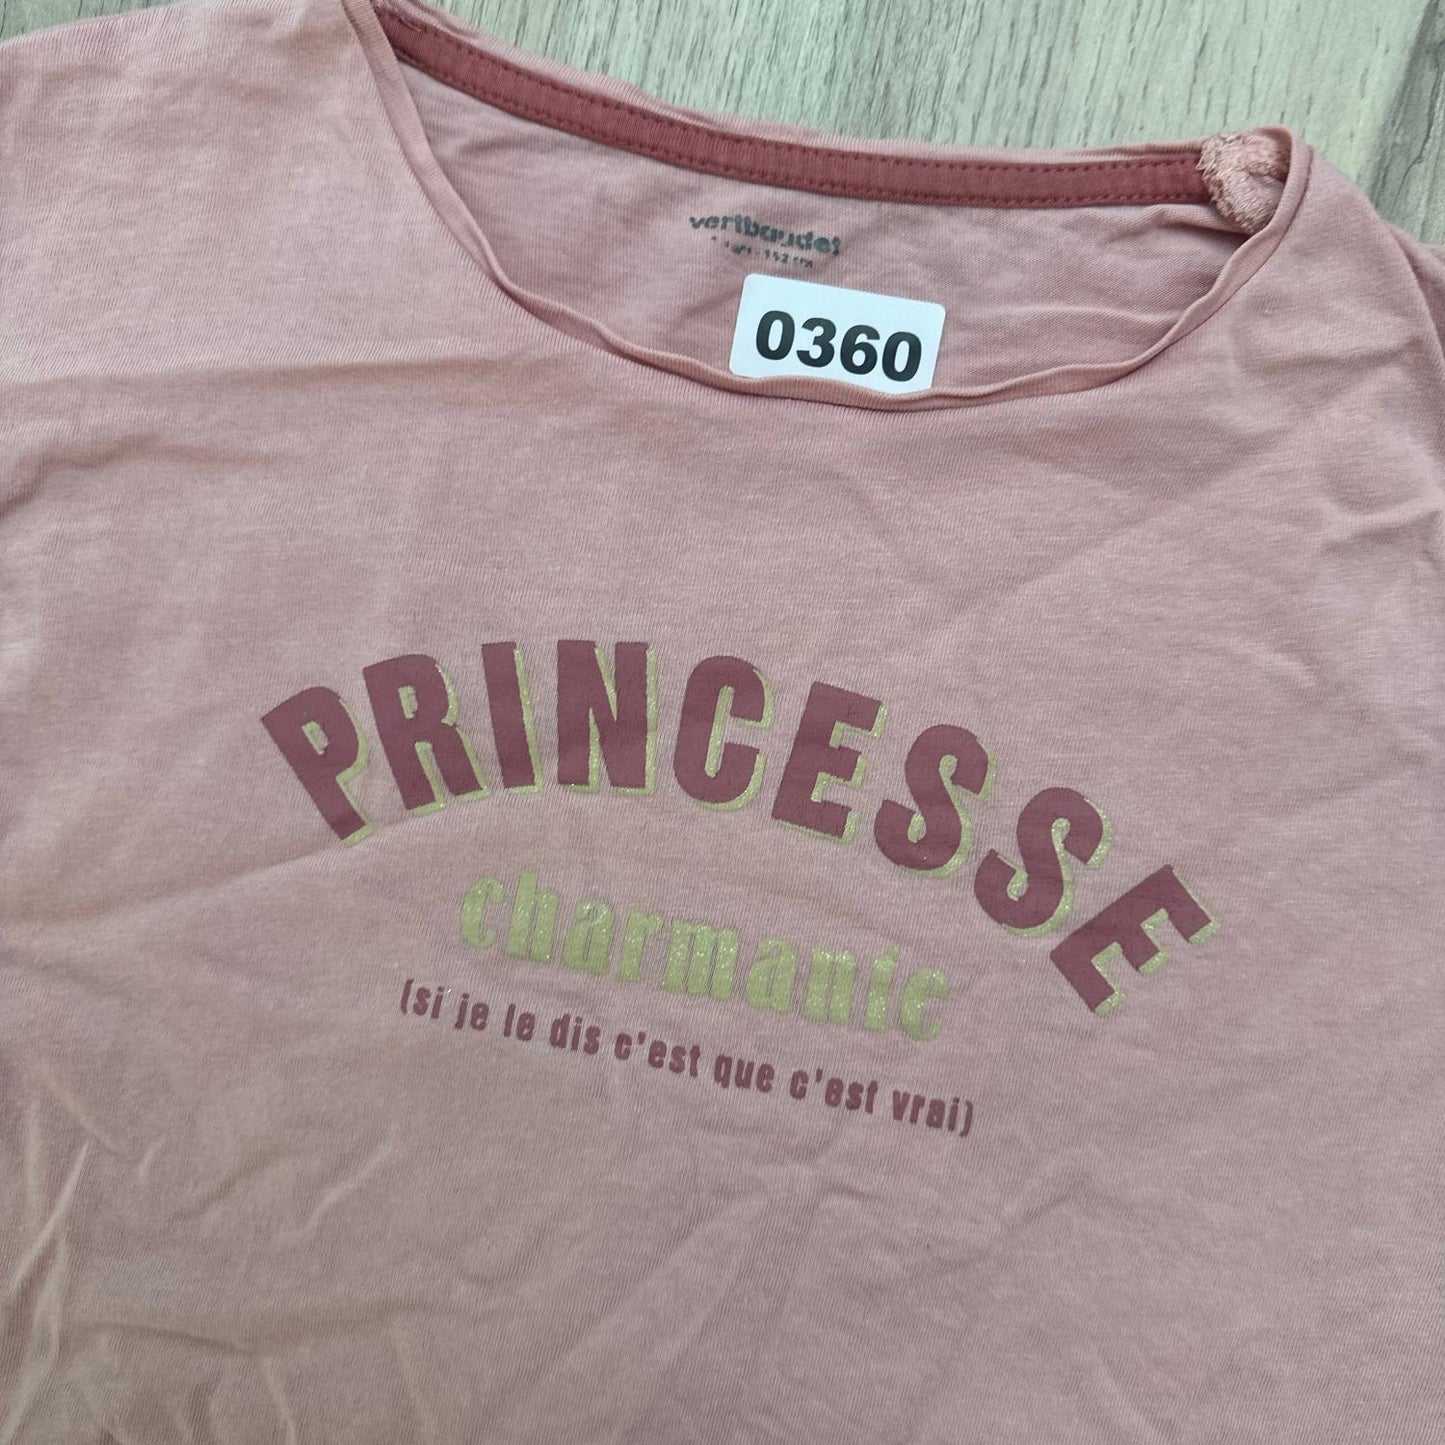 vertbaudet
0360
PRINCESSE
charmante
(si je le dis c'est que c'est vrai)